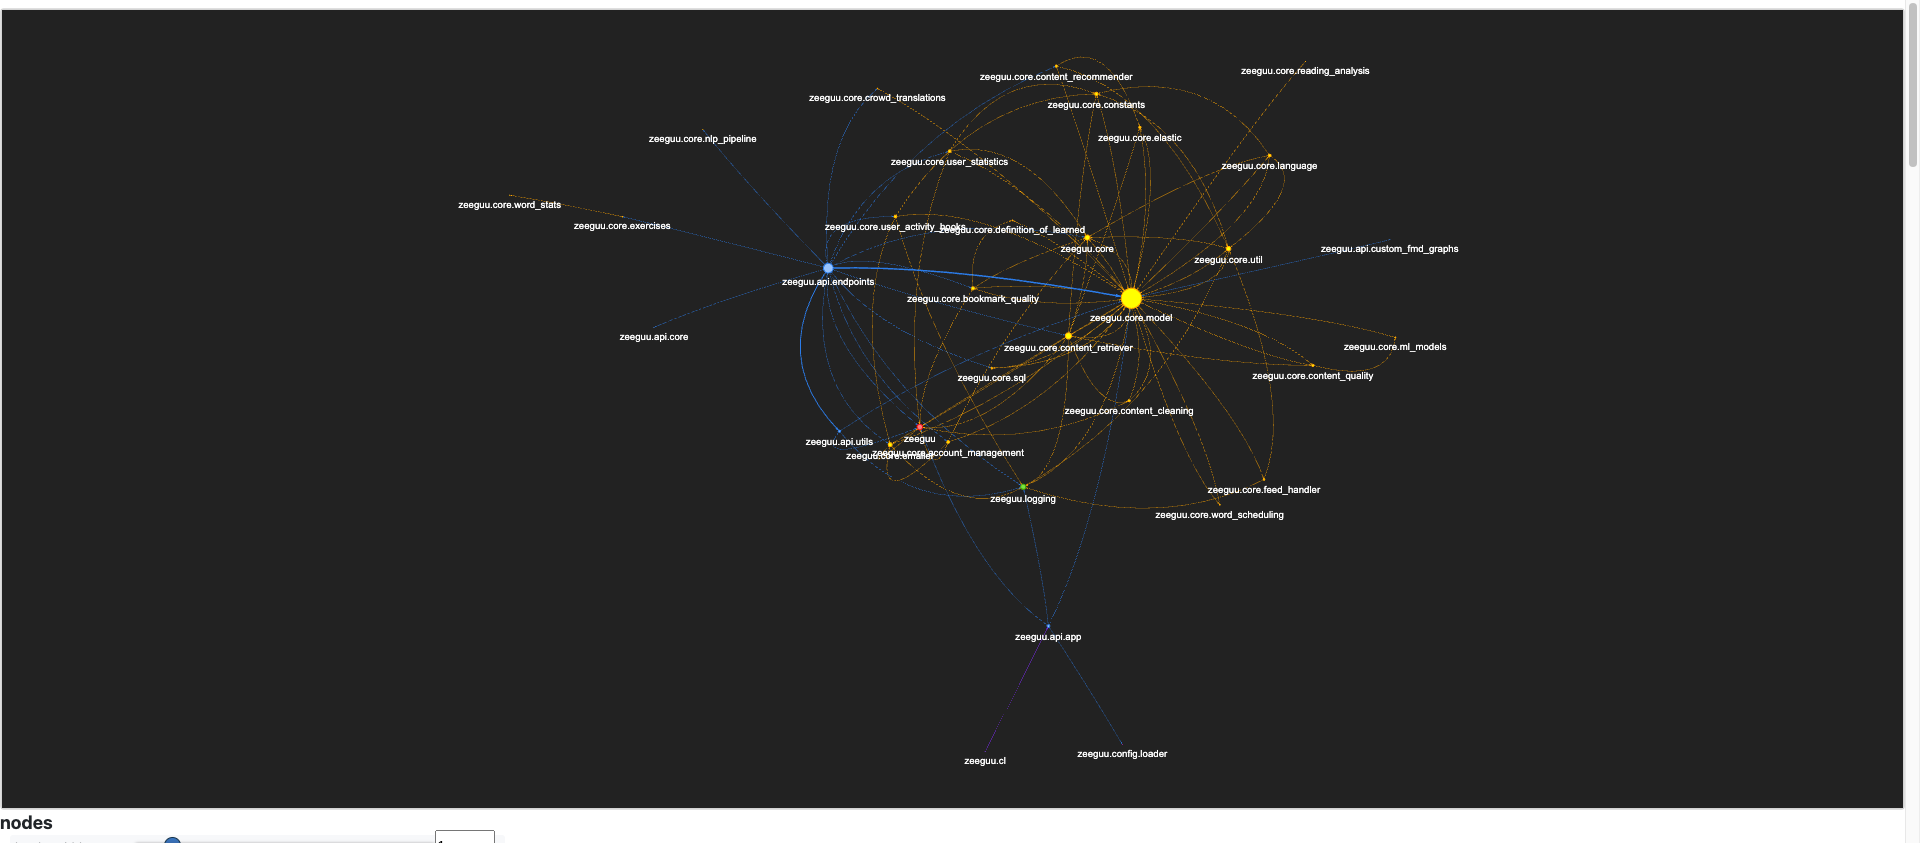 zeeguu.core.reading_analysis
zeeguu.core.content_recommender
zeeguu.core.crowd_translations
zeeguu.core.constants
zeeguu.core.nlp_pipeline
zeeguu.core.elastic
zeeguu.core.user_statistics
zeeguu.core.language
zeeguu.core.word_stats
zeeguu.core.exercises
zeeguu.core.user_activity_hooks
zeeguu.core.definition_of_learned
zeeguu.core
zeeguu.api.custom_fmd_graphs
zeeguu.core.util
zeeguu.api.endpoints
zeeguu.core.bookmark_quality
zeeguu.core.model
zeeguu.api.core
zeeguu.core.content_retriever
zeeguu.core.ml_models
zeeguu.core.sql
zeeguu.core.content_quality
zeeguu.core.content_cleaning
zeeguu.api.utils
zeeguu
zeeguu.core.emailer
zeeguu.core.account_management
zeeguu.core.feed_handler
zeeguu.logging
zeeguu.core.word_scheduling
zeeguu.api.app
zeeguu.config.loader
zeeguu.cl
nodes